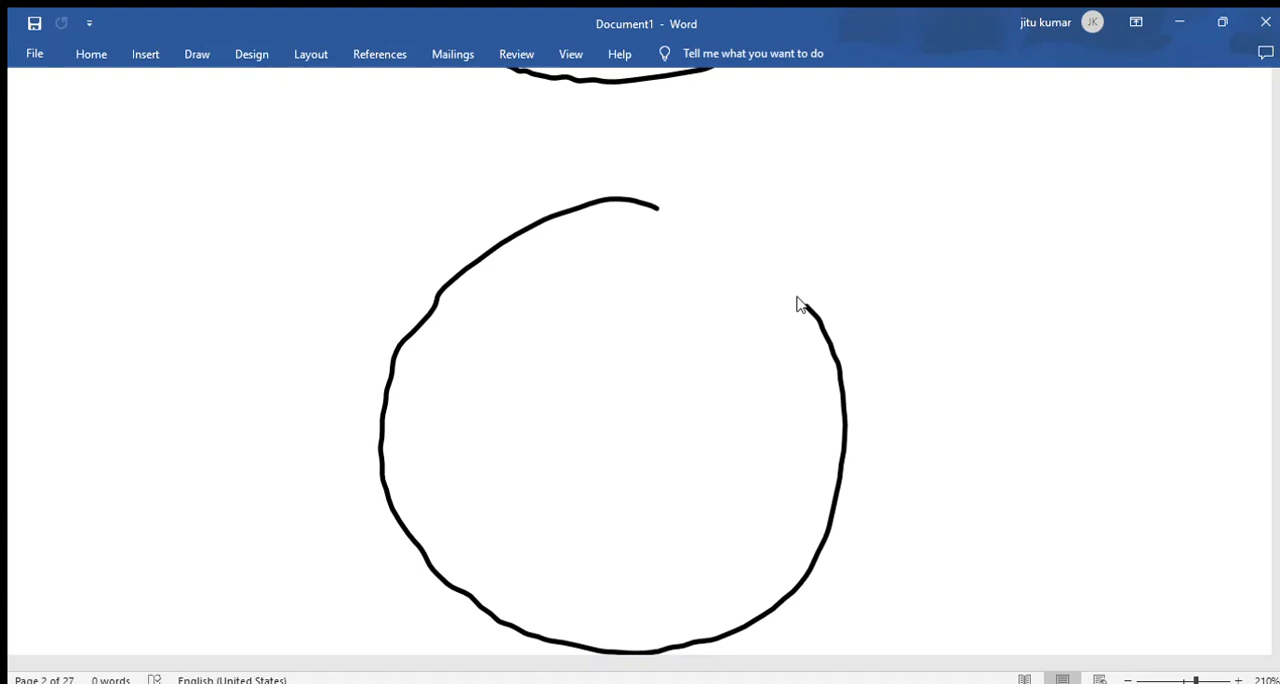 Document1 - Word
jitu kumar JK
File Home Insert Draw Design Layout References Mailings Review View Help Tell me what you want to do
Page 2 of 27 0 words English (United States) 210%